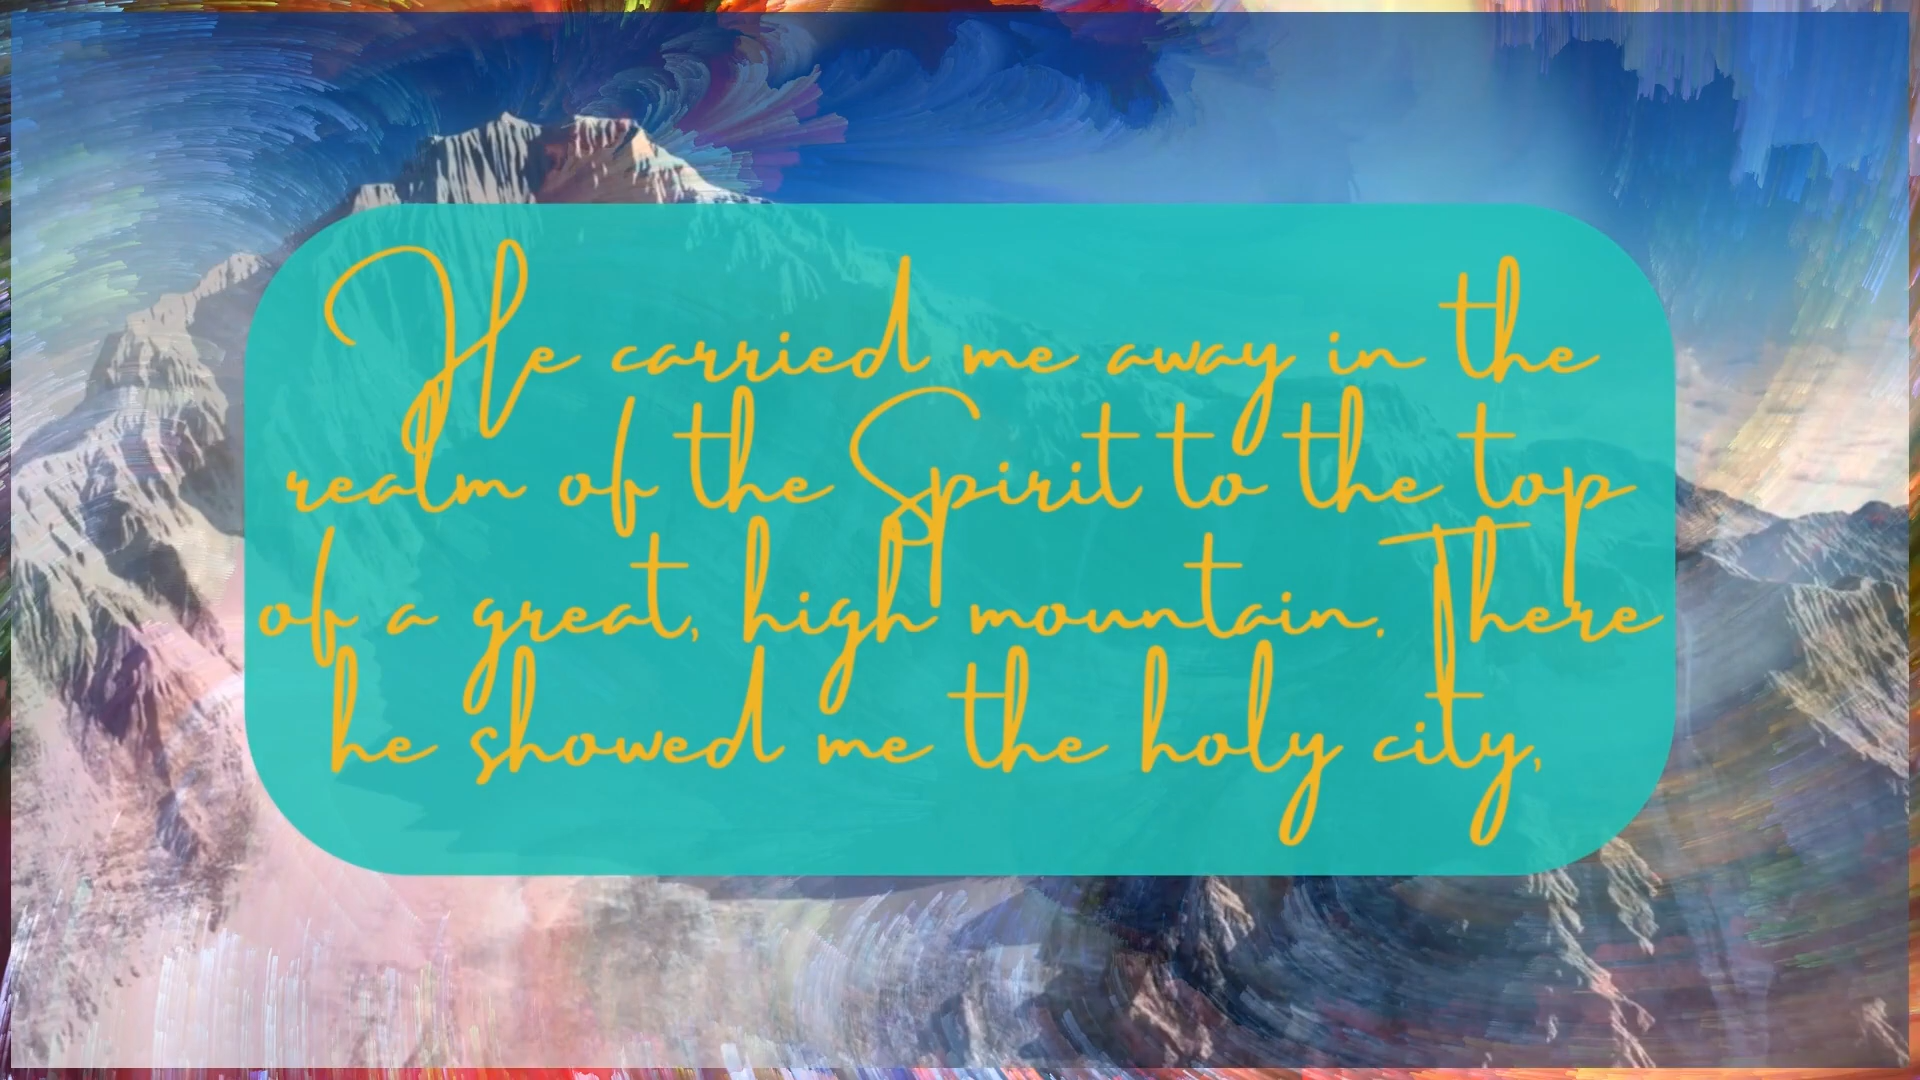 He carried me away in the
realm of the Spirit to the top
of a great, high mountain. There
he showed me the holy city,